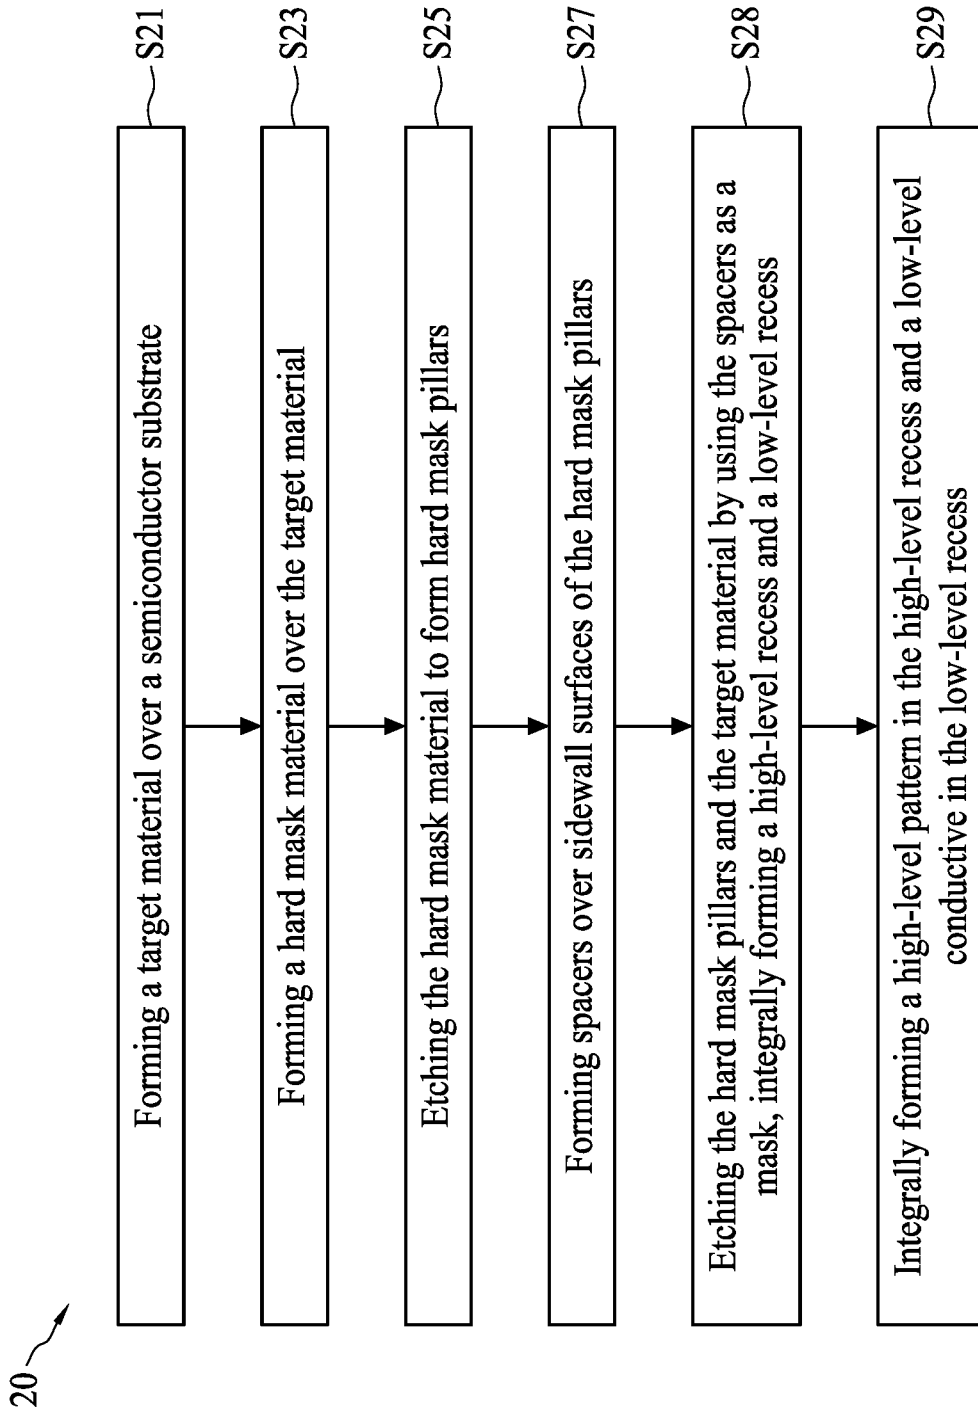 20
Forming a target material over a semiconductor substrate
S21
Forming a hard mask material over the target material
S23
Etching the hard mask material to form hard mask pillars
S25
Forming spacers over sidewall surfaces of the hard mask pillars
S27
Etching the hard mask pillars and the target material by using the spacers as a
mask, integrally forming a high-level recess and a low-level recess
S28
Integrally forming a high-level pattern in the high-level recess and a low-level
conductive in the low-level recess
S29